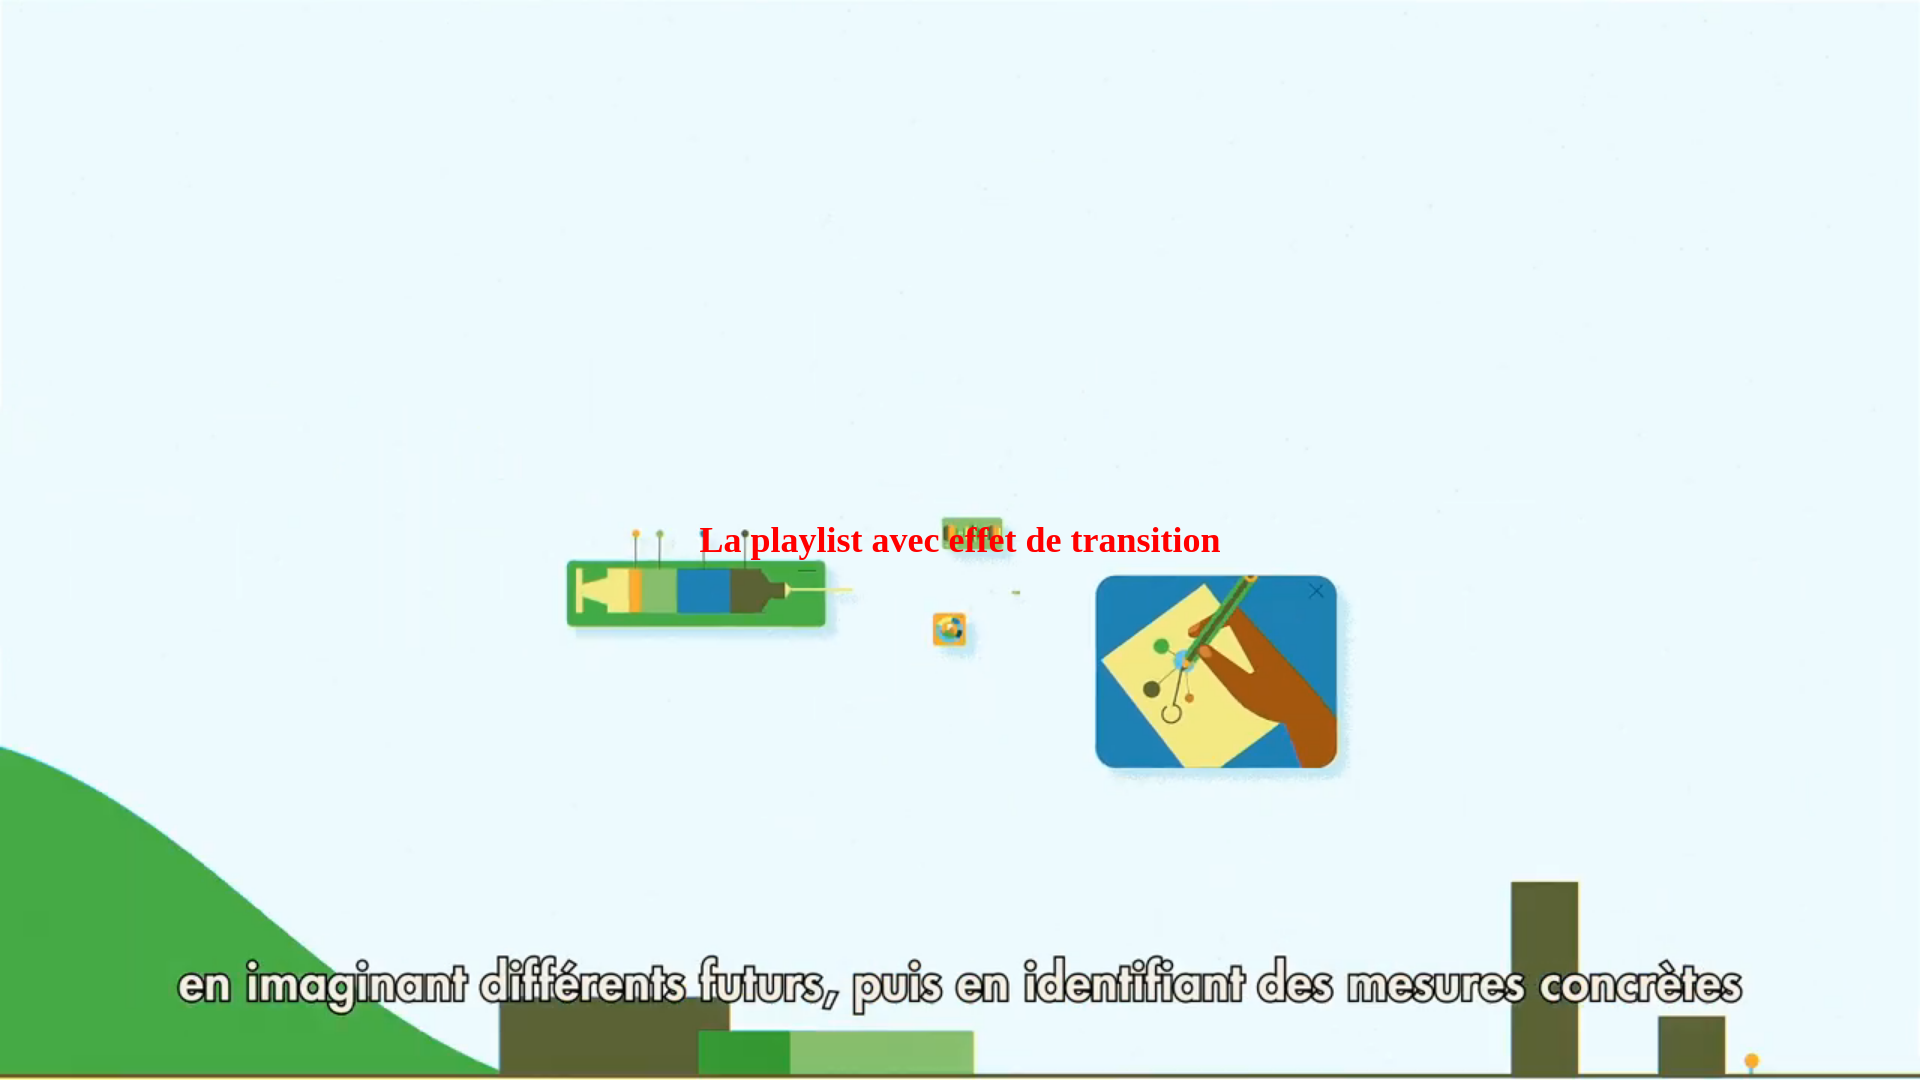 La playlist avec effet de transition
en imaginant différents futurs, puis en identifiant des mesures concrètes